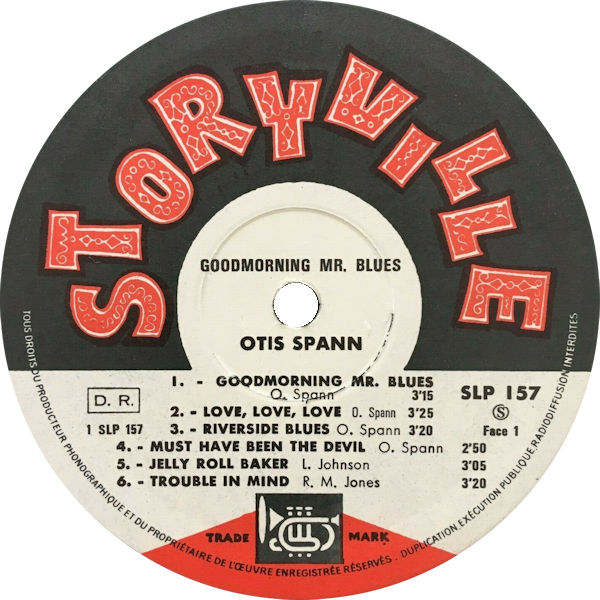 STORYVILLE
GOODMORNING MR. BLUES
OTIS SPANN
1. - GOODMORNING MR. BLUES
O. Spann 3'15
2. - LOVE, LOVE, LOVE O. Spann 3'25
3. - RIVERSIDE BLUES O. Spann 3'20
4. - MUST HAVE BEEN THE DEVIL O. Spann 2'50
5. - JELLY ROLL BAKER L. Johnson 3'05
6. - TROUBLE IN MIND R. M. Jones 3'20
D. R.
1 SLP 157
SLP 157
S
Face 1
TRADE MARK
TOUS DROITS DU PRODUCTEUR PHONOGRAPHIQUE ET DU PROPRIÉTAIRE DE L'ŒUVRE ENREGISTRÉE RÉSERVÉS. DUPLICATION, EXÉCUTION PUBLIQUE, RADIODIFFUSION INTERDITES